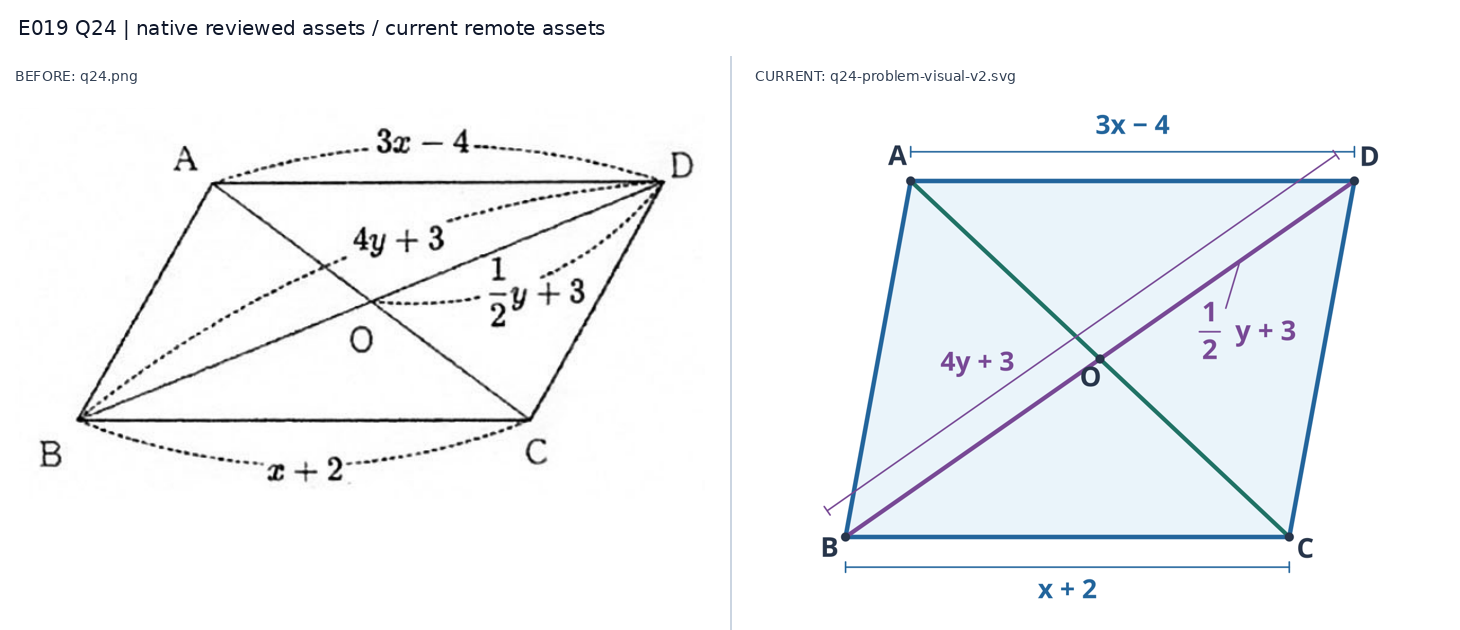 E019 Q24 | native reviewed assets / current remote assets
BEFORE: q24.png
3x − 4
A
D
4y + 3
1/2 y + 3
O
B
C
x + 2
CURRENT: q24-problem-visual-v2.svg
3x − 4
A
D
1/2 y + 3
4y + 3
O
B
C
x + 2